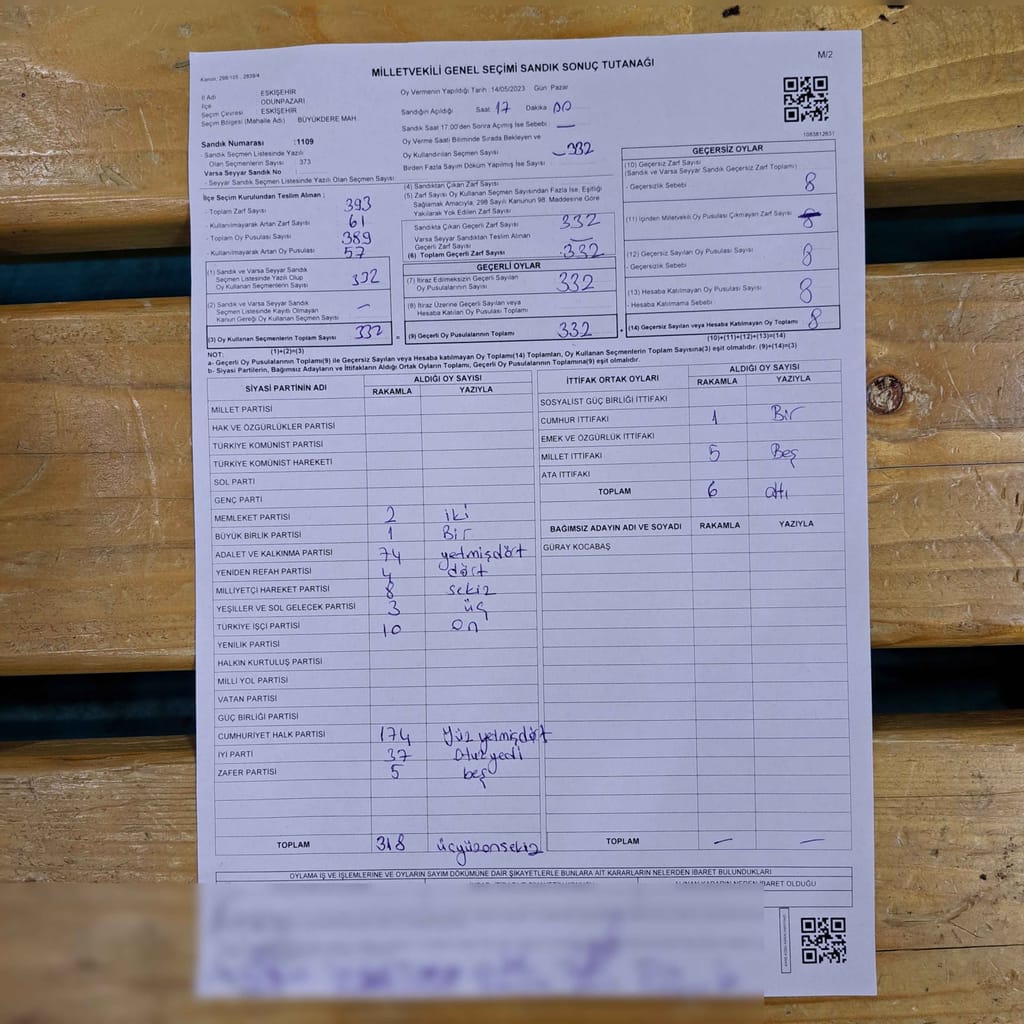 M/2
Kanun: 298/105 , 2839/4
MİLLETVEKİLİ GENEL SEÇİMİ SANDIK SONUÇ TUTANAĞI
İl Adı ESKİŞEHİR
İlçe ODUNPAZARI
Seçim Çevresi ESKİŞEHİR
Seçim Bölgesi (Mahalle Adı) BÜYÜKDERE MAH.
Oy Vermenin Yapıldığı Tarih : 14/05/2023 Gün Pazar
Sandığın Açıldığı Saat 17 Dakika 00
Sandık Saat 17.00'den Sonra Açılmış İse Sebebi : —
Oy Verme Saati Bitiminde Sırada Bekleyen ve
Oy Kullandırılan Seçmen Sayısı 332
Birden Fazla Sayım Döküm Yapılmış İse Sayısı :
1083812831
Sandık Numarası :1109
- Sandık Seçmen Listesinde Yazılı
Olan Seçmenlerin Sayısı 373
Varsa Seyyar Sandık No
- Seyyar Sandık Seçmen Listesinde Yazılı Olan Seçmen Sayısı
İlçe Seçim Kurulundan Teslim Alınan ;
- Toplam Zarf Sayısı 393
- Kullanılmayarak Artan Zarf Sayısı 61
- Toplam Oy Pusulası Sayısı 389
- Kullanılmayarak Artan Oy Pusulası 57
(1) Sandık ve Varsa Seyyar Sandık
Seçmen Listesinde Yazılı Olup
Oy Kullanan Seçmenlerin Sayısı 332
(2) Sandık ve Varsa Seyyar Sandık
Seçmen Listesinde Kayıtlı Olmayan
Kanun Gereği Oy Kullanan Seçmen Sayısı —
(3) Oy Kullanan Seçmenlerin Toplam Sayısı 332
(1)+(2)=(3)
(4) Sandıktan Çıkan Zarf Sayısı
(5) Zarf Sayısı Oy Kullanan Seçmen Sayısından Fazla İse, Eşitliği
Sağlamak Amacıyla, 298 Sayılı Kanunun 98. Maddesine Göre
Yakılarak Yok Edilen Zarf Sayısı
Sandıkta Çıkan Geçerli Zarf Sayısı 332
Varsa Seyyar Sandıktan Teslim Alınan
Geçerli Zarf Sayısı —
(6) Toplam Geçerli Zarf Sayısı 332
GEÇERLİ OYLAR
(7) İtiraz Edilmeksizin Geçerli Sayılan
Oy Pusulalarının Sayısı 332
(8) İtiraz Üzerine Geçerli Sayılan veya
Hesaba Katılan Oy Pusulası Toplamı
= (9) Geçerli Oy Pusulalarının Toplamı 332 +
GEÇERSİZ OYLAR
(10) Geçersiz Zarf Sayısı
(Sandık ve Varsa Seyyar Sandık Geçersiz Zarf Toplamı)
- Geçersizlik Sebebi 8
(11) İçinden Milletvekili Oy Pusulası Çıkmayan Zarf Sayısı 8
(12) Geçersiz Sayılan Oy Pusulası Sayısı
- Geçersizlik Sebebi 8
(13) Hesaba Katılmayan Oy Pusulası Sayısı
- Hesaba Katılmama Sebebi 8
(14) Geçersiz Sayılan veya Hesaba Katılmayan Oy Toplamı 8
(10)+(11)+(12)+(13)=(14)
NOT:
a- Geçerli Oy Pusulalarının Toplamı(9) ile Geçersiz Sayılan veya Hesaba katılmayan Oy Toplamı(14) Toplamları, Oy Kullanan Seçmenlerin Toplam Sayısına(3) eşit olmalıdır. (9)+(14)=(3)
b- Siyasi Partilerin, Bağımsız Adayların ve İttifakların Aldığı Ortak Oyların Toplamı, Geçerli Oy Pusulalarının Toplamına(9) eşit olmalıdır.
SİYASİ PARTİNİN ADI ALDIĞI OY SAYISI
RAKAMLA YAZIYLA
MİLLET PARTİSİ
HAK VE ÖZGÜRLÜKLER PARTİSİ
TÜRKİYE KOMÜNİST PARTİSİ
TÜRKİYE KOMÜNİST HAREKETİ
SOL PARTİ
GENÇ PARTİ
MEMLEKET PARTİSİ 2 iki
BÜYÜK BİRLİK PARTİSİ 1 Bir
ADALET VE KALKINMA PARTİSİ 74 yetmişdört
YENİDEN REFAH PARTİSİ 4 dört
MİLLİYETÇİ HAREKET PARTİSİ 8 sekiz
YEŞİLLER VE SOL GELECEK PARTİSİ 3 üç
TÜRKİYE İŞÇİ PARTİSİ 10 on
YENİLİK PARTİSİ
HALKIN KURTULUŞ PARTİSİ
MİLLİ YOL PARTİSİ
VATAN PARTİSİ
GÜÇ BİRLİĞİ PARTİSİ
CUMHURİYET HALK PARTİSİ 174 Yüz yetmişdört
İYİ PARTİ 37 otuzyedi
ZAFER PARTİSİ 5 beş
TOPLAM 318 üçyüzonsekiz
İTTİFAK ORTAK OYLARI ALDIĞI OY SAYISI
RAKAMLA YAZIYLA
SOSYALİST GÜÇ BİRLİĞİ İTTİFAKI
CUMHUR İTTİFAKI 1 Bir
EMEK VE ÖZGÜRLÜK İTTİFAKI
MİLLET İTTİFAKI 5 Beş
ATA İTTİFAKI
TOPLAM 6 altı
BAĞIMSIZ ADAYIN ADI VE SOYADI RAKAMLA YAZIYLA
GÜRAY KOCABAŞ
TOPLAM — —
OYLAMA İŞ VE İŞLEMLERİNE VE OYLARIN SAYIM DÖKÜMÜNE DAİR ŞİKAYETLERLE BUNLARA AİT KARARLARIN NELERDEN İBARET BULUNDUKLARI
ALINAN KARARIN NEDEN İBARET OLDUĞU